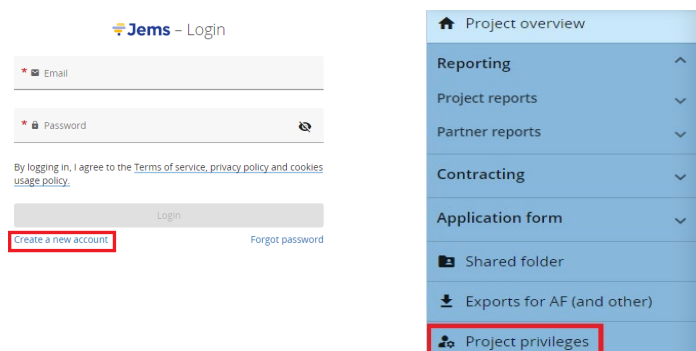 Jems – Login
* Email
* Password
By logging in, I agree to the Terms of service, privacy policy and cookies
usage policy.
Login
Create a new account Forgot password
Project overview
Reporting
Project reports
Partner reports
Contracting
Application form
Shared folder
Exports for AF (and other)
Project privileges